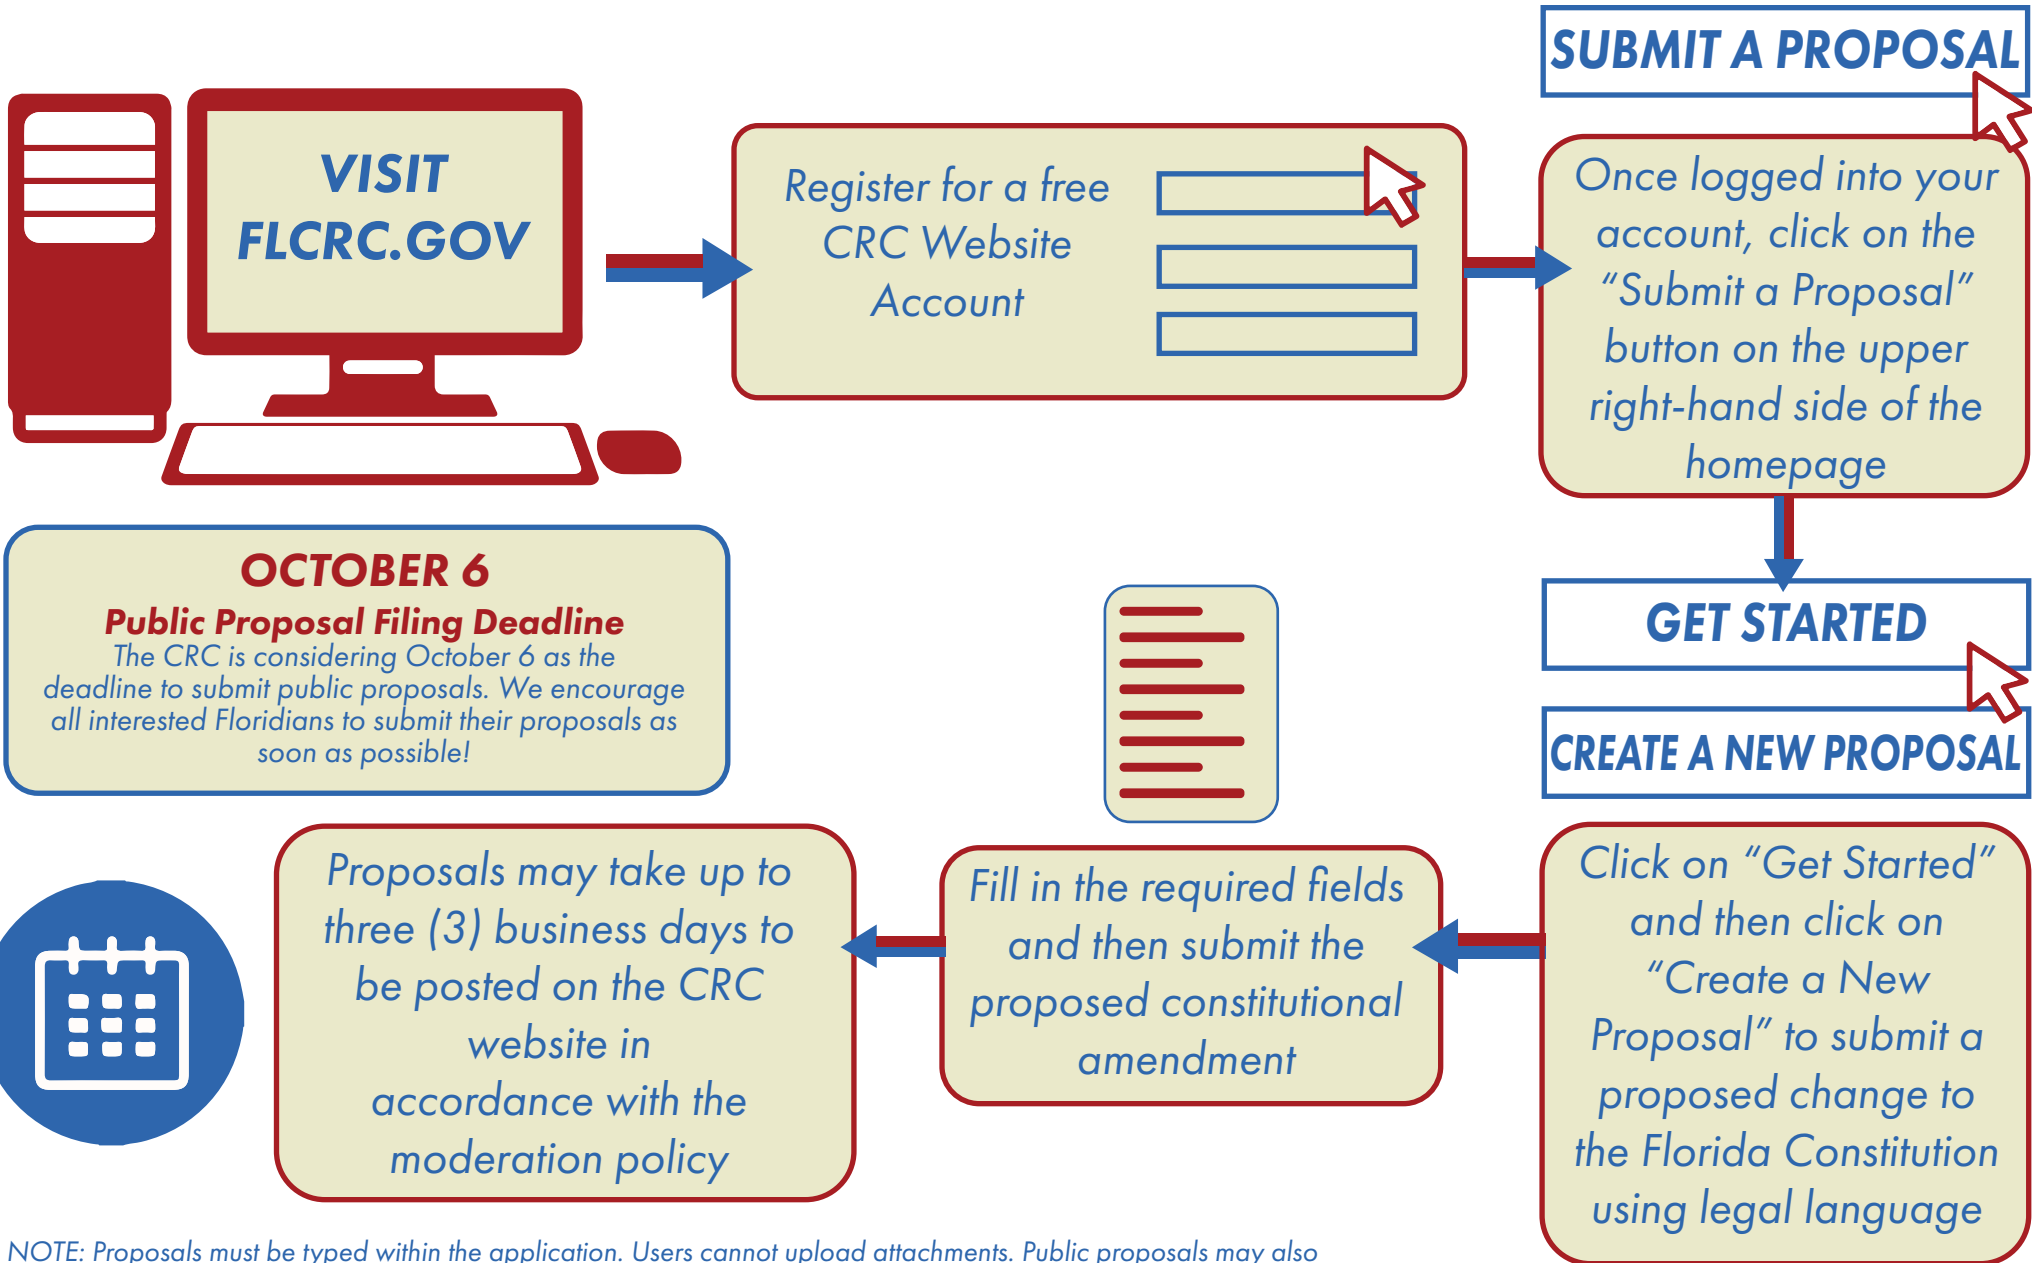 VISIT
FLCRC.GOV
Register for a free
CRC Website
Account
SUBMIT A PROPOSAL
Once logged into your
account, click on the
“Submit a Proposal”
button on the upper
right-hand side of the
homepage
GET STARTED
CREATE A NEW PROPOSAL
Click on “Get Started”
and then click on
“Create a New
Proposal” to submit a
proposed change to
the Florida Constitution
using legal language
Fill in the required fields
and then submit the
proposed constitutional
amendment
Proposals may take up to
three (3) business days to
be posted on the CRC
website in
accordance with the
moderation policy
OCTOBER 6
Public Proposal Filing Deadline
The CRC is considering October 6 as the
deadline to submit public proposals. We encourage
all interested Floridians to submit their proposals as
soon as possible!
NOTE: Proposals must be typed within the application. Users cannot upload attachments. Public proposals may also